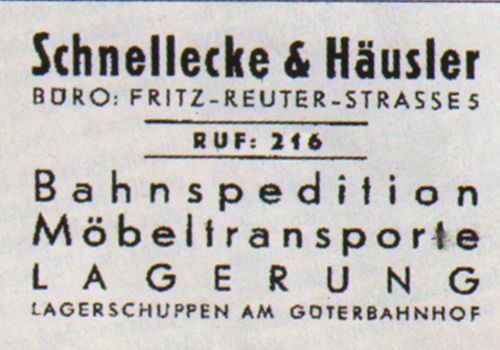 Schnellecke & Häusler
BÜRO: FRITZ-REUTER-STRASSE 5
RUF: 216
Bahnspedition
Möbeltransporte
LAGERUNG
LAGERSCHUPPEN AM GÜTERBAHNHOF